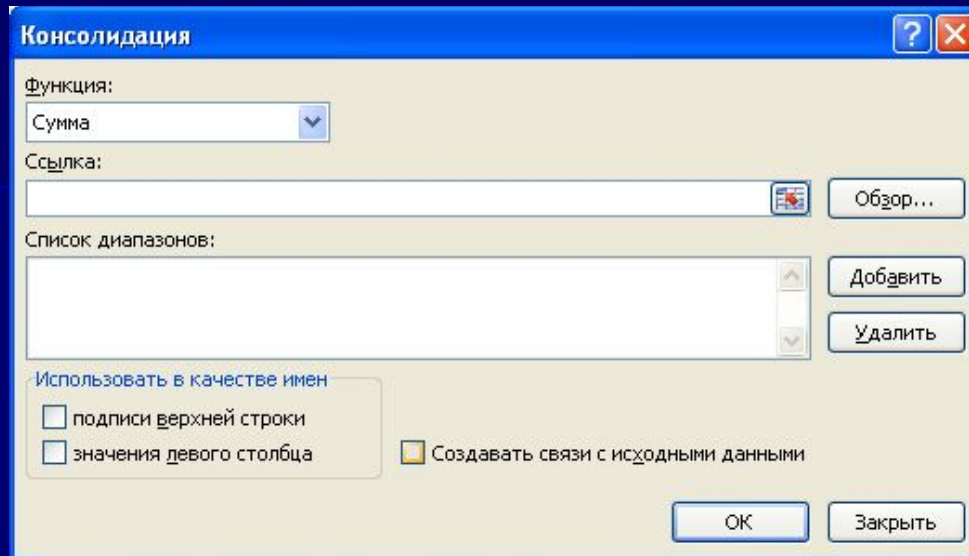 Консолидация
?
Функция:
Сумма
Ссылка:
Обзор...
Список диапазонов:
Добавить
Удалить
Использовать в качестве имен
подписи верхней строки
значения левого столбца
Создавать связи с исходными данными
ОК
Закрыть